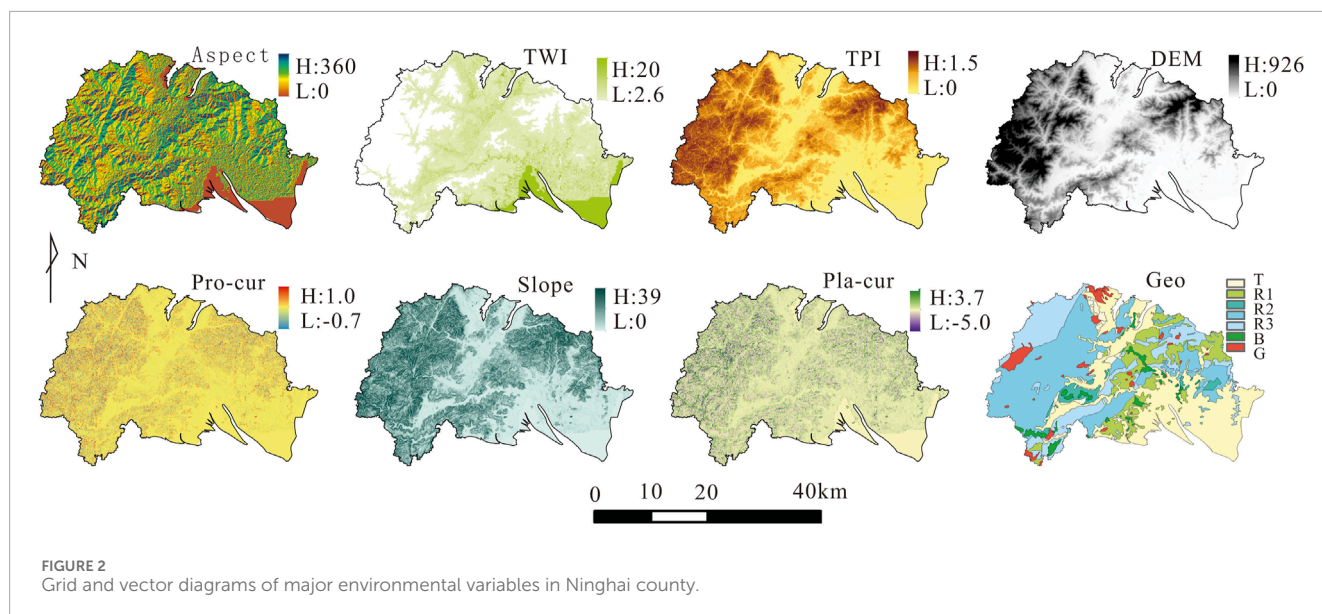 Aspect
H:360
L:0
TWI
H:20
L:2.6
TPI
H:1.5
L:0
DEM
H:926
L:0
N
Pro-cur
H:1.0
L:-0.7
Slope
H:39
L:0
Pla-cur
H:3.7
L:-5.0
Geo
T
R1
R2
R3
B
G
0 10 20 40km
FIGURE 2
Grid and vector diagrams of major environmental variables in Ninghai county.